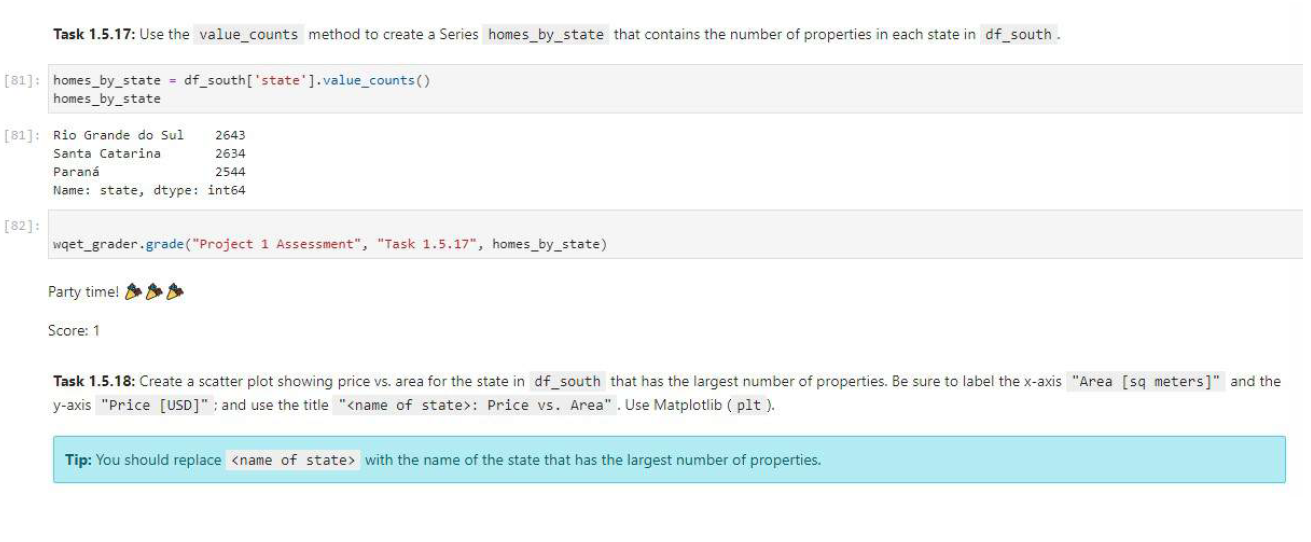 Task 1.5.17: Use the value_counts method to create a Series homes_by_state that contains the number of properties in each state in df_south.
[81]: homes_by_state = df_south['state'].value_counts()
homes_by_state
[81]: Rio Grande do Sul    2643
Santa Catarina       2634
Paraná               2544
Name: state, dtype: int64
[82]:
wqet_grader.grade("Project 1 Assessment", "Task 1.5.17", homes_by_state)
Party time! 🎉🎉🎉
Score: 1
Task 1.5.18: Create a scatter plot showing price vs. area for the state in df_south that has the largest number of properties. Be sure to label the x-axis "Area [sq meters]" and the
y-axis "Price [USD]"; and use the title "<name of state>: Price vs. Area". Use Matplotlib (plt).
Tip: You should replace <name of state> with the name of the state that has the largest number of properties.